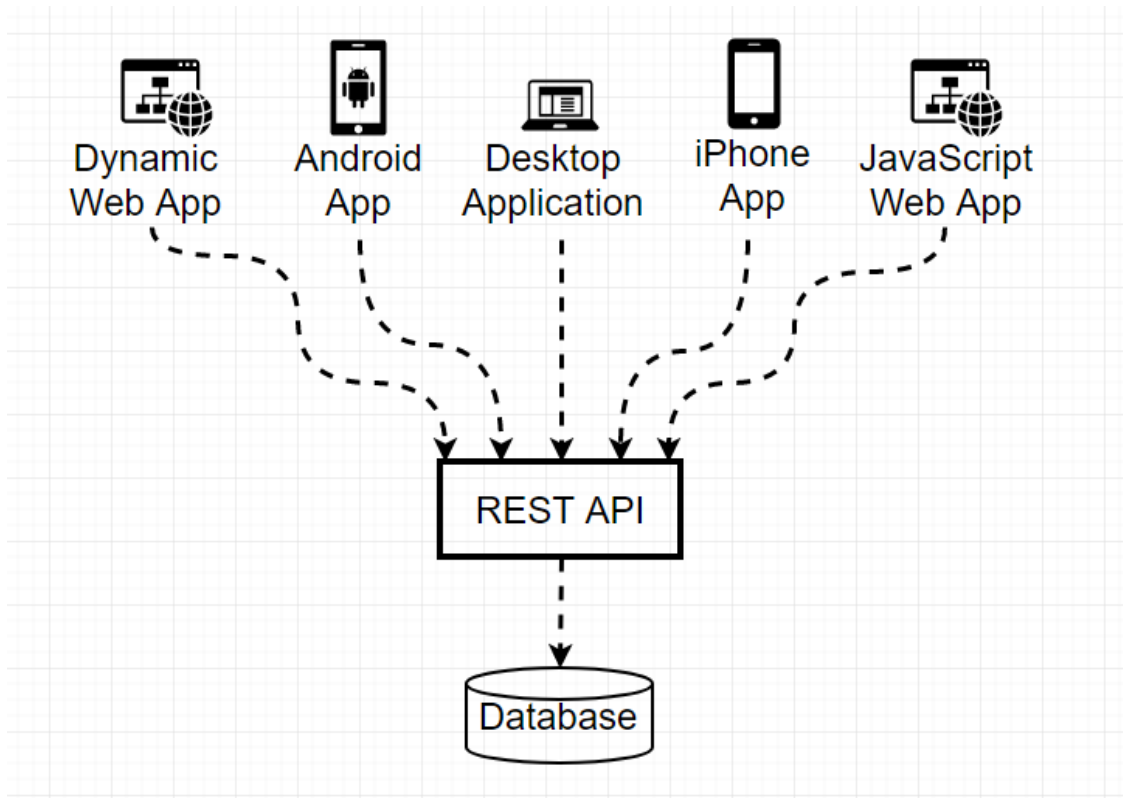 Dynamic
Web App
Android
App
Desktop
Application
iPhone
App
JavaScript
Web App
REST API
Database